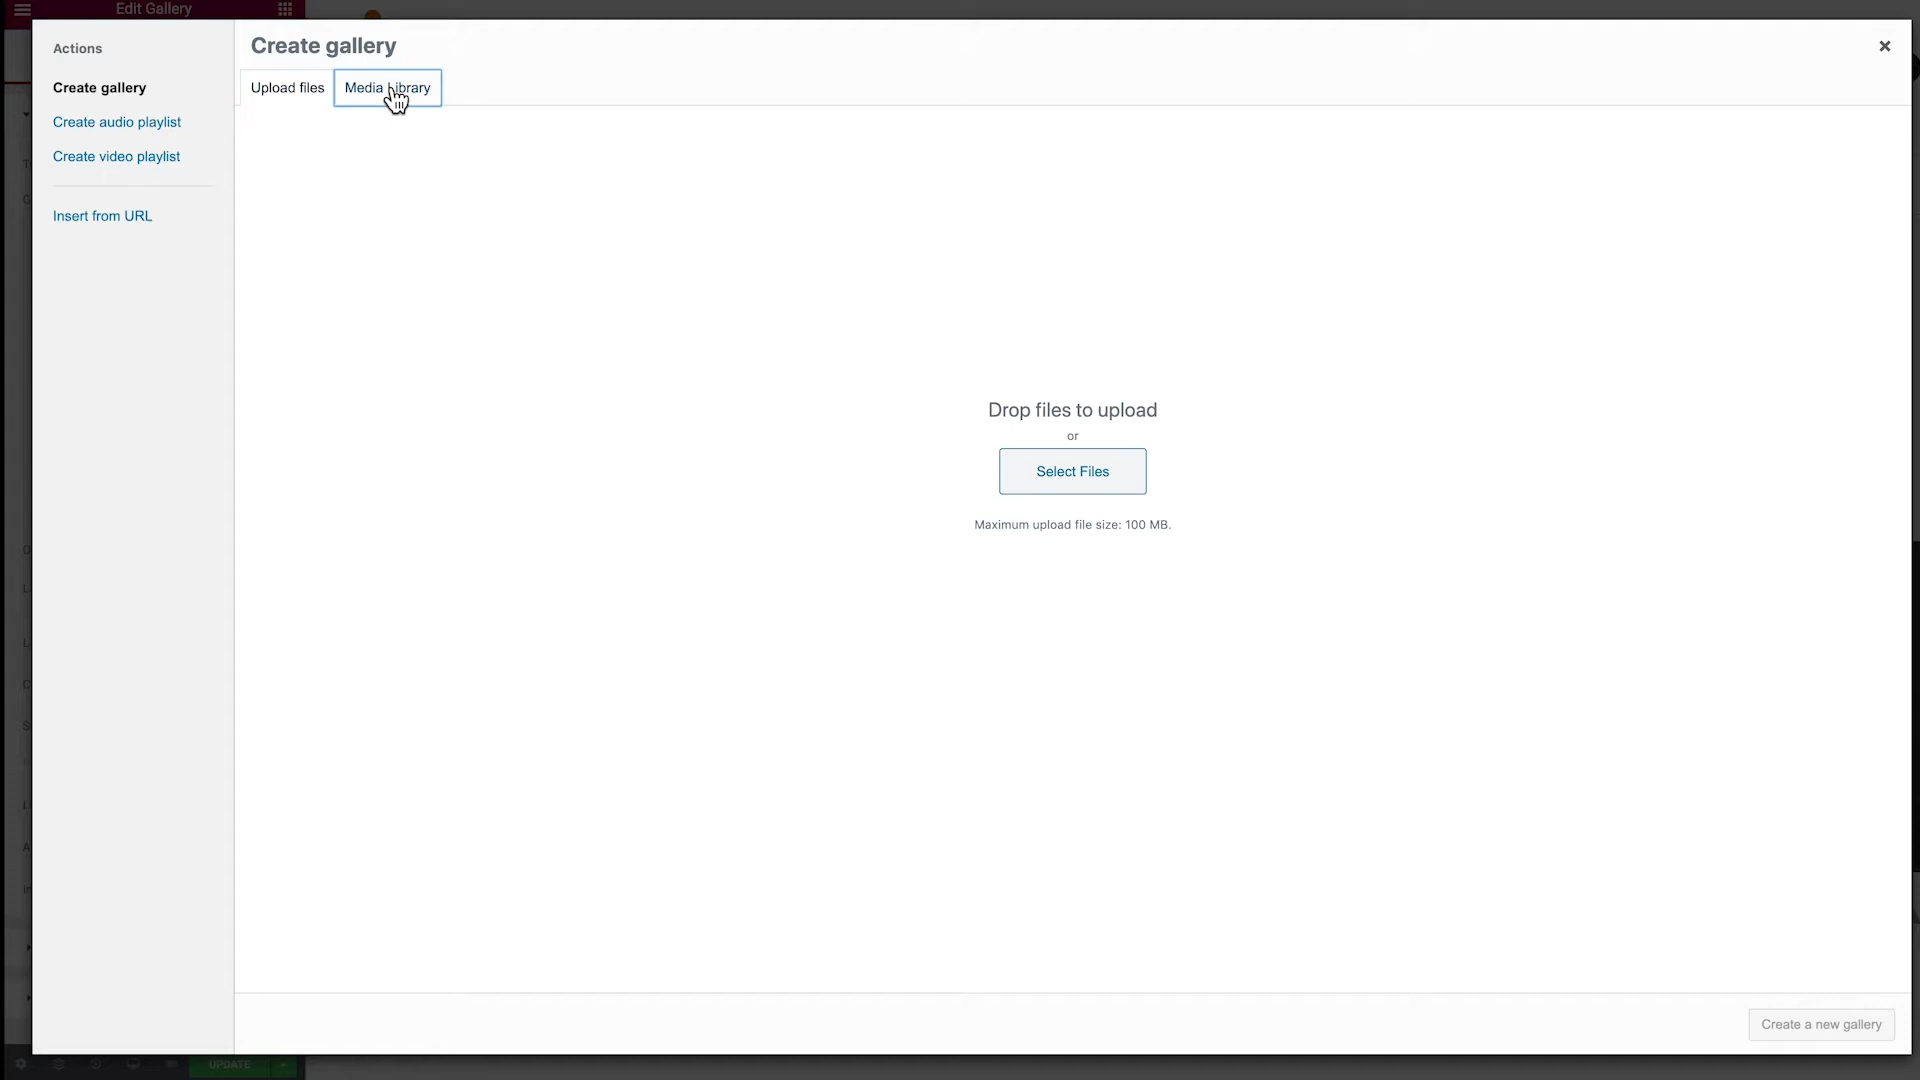 Edit Gallery
Actions
Create gallery
Create audio playlist
Create video playlist
Insert from URL
Create gallery
Upload files
Media Library
Drop files to upload
or
Select Files
Maximum upload file size: 100 MB.
Create a new gallery
UPDATE